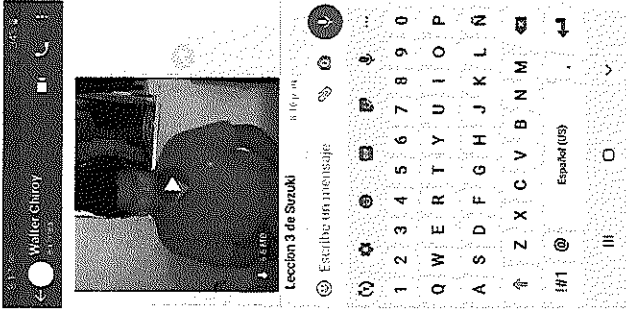 Walter Chiroy
Leccion 3 de Suzuki
Escribe un mensaje
1 2 3 4 5 6 7 8 9 0
Q W E R T Y U I O P
A S D F G H J K L Ñ
Z X C V B N M
!#1 @ Español (US) .